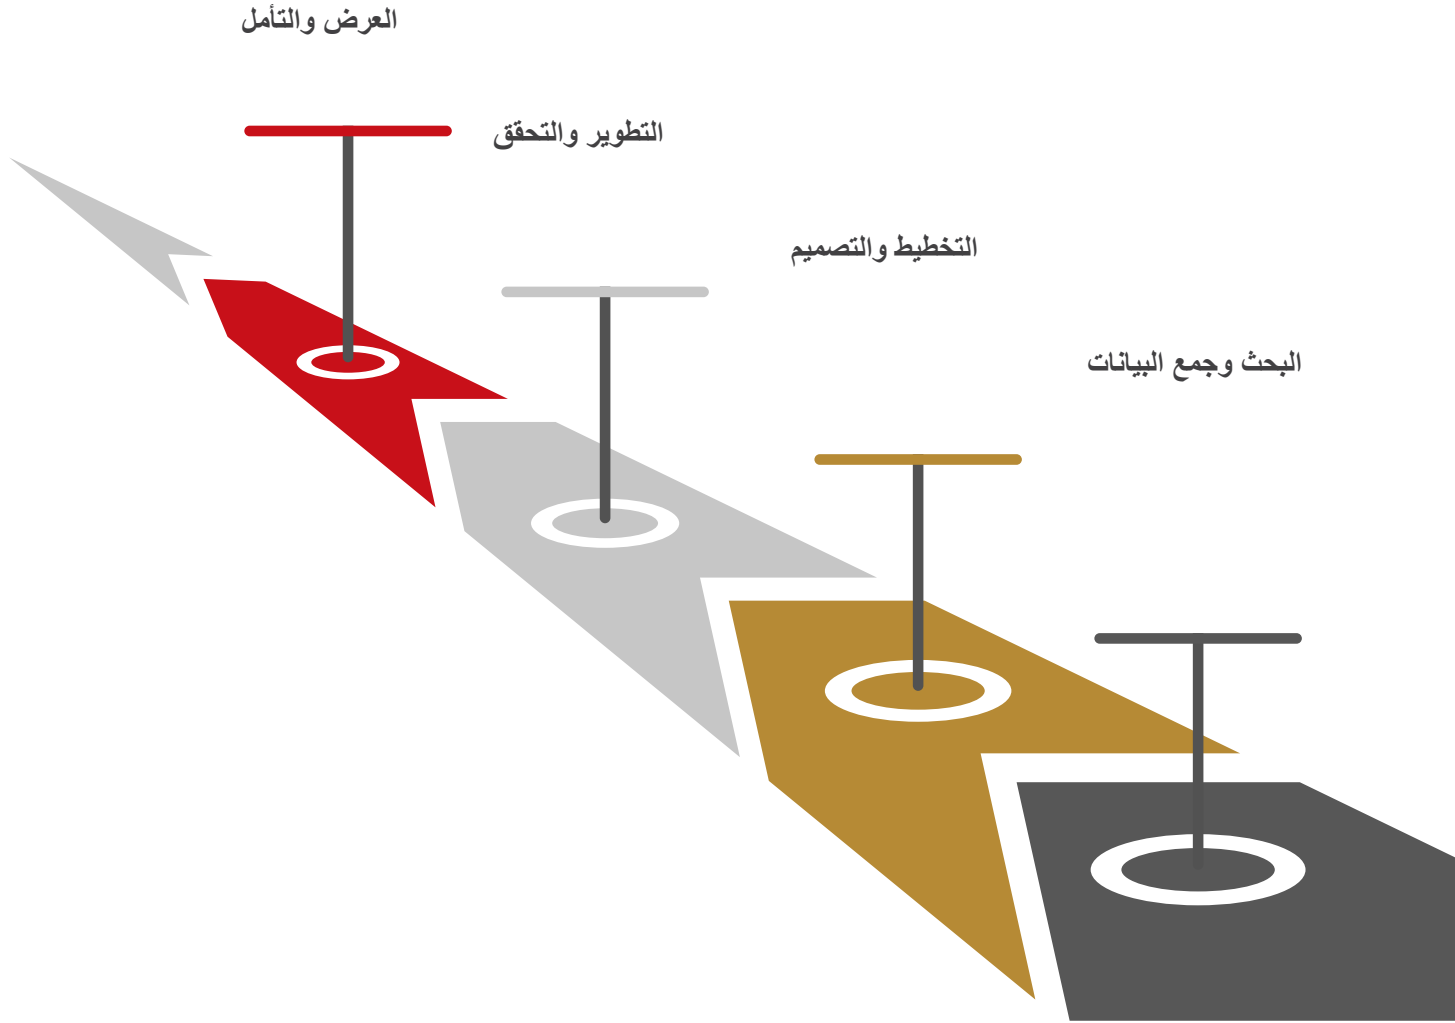 العرض والتأمل
التطوير والتحقق
التخطيط والتصميم
البحث وجمع البيانات